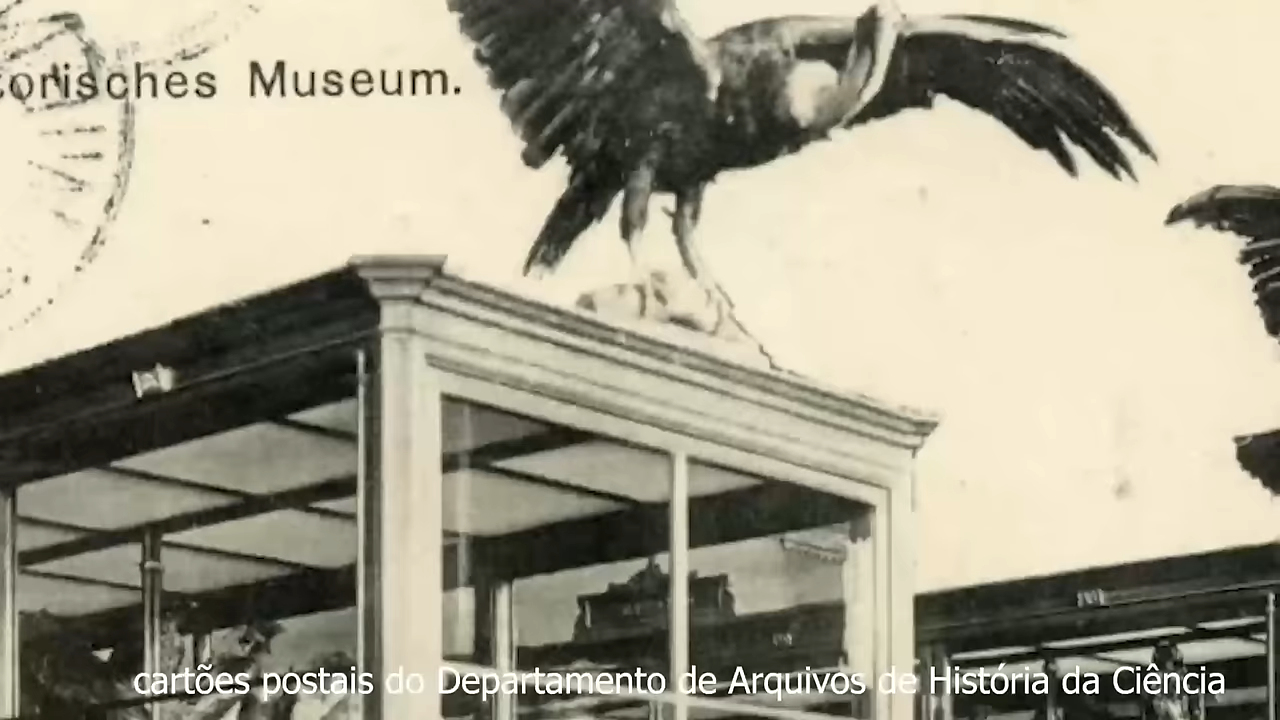 torisches Museum.
cartões postais do Departamento de Arquivos de História da Ciência